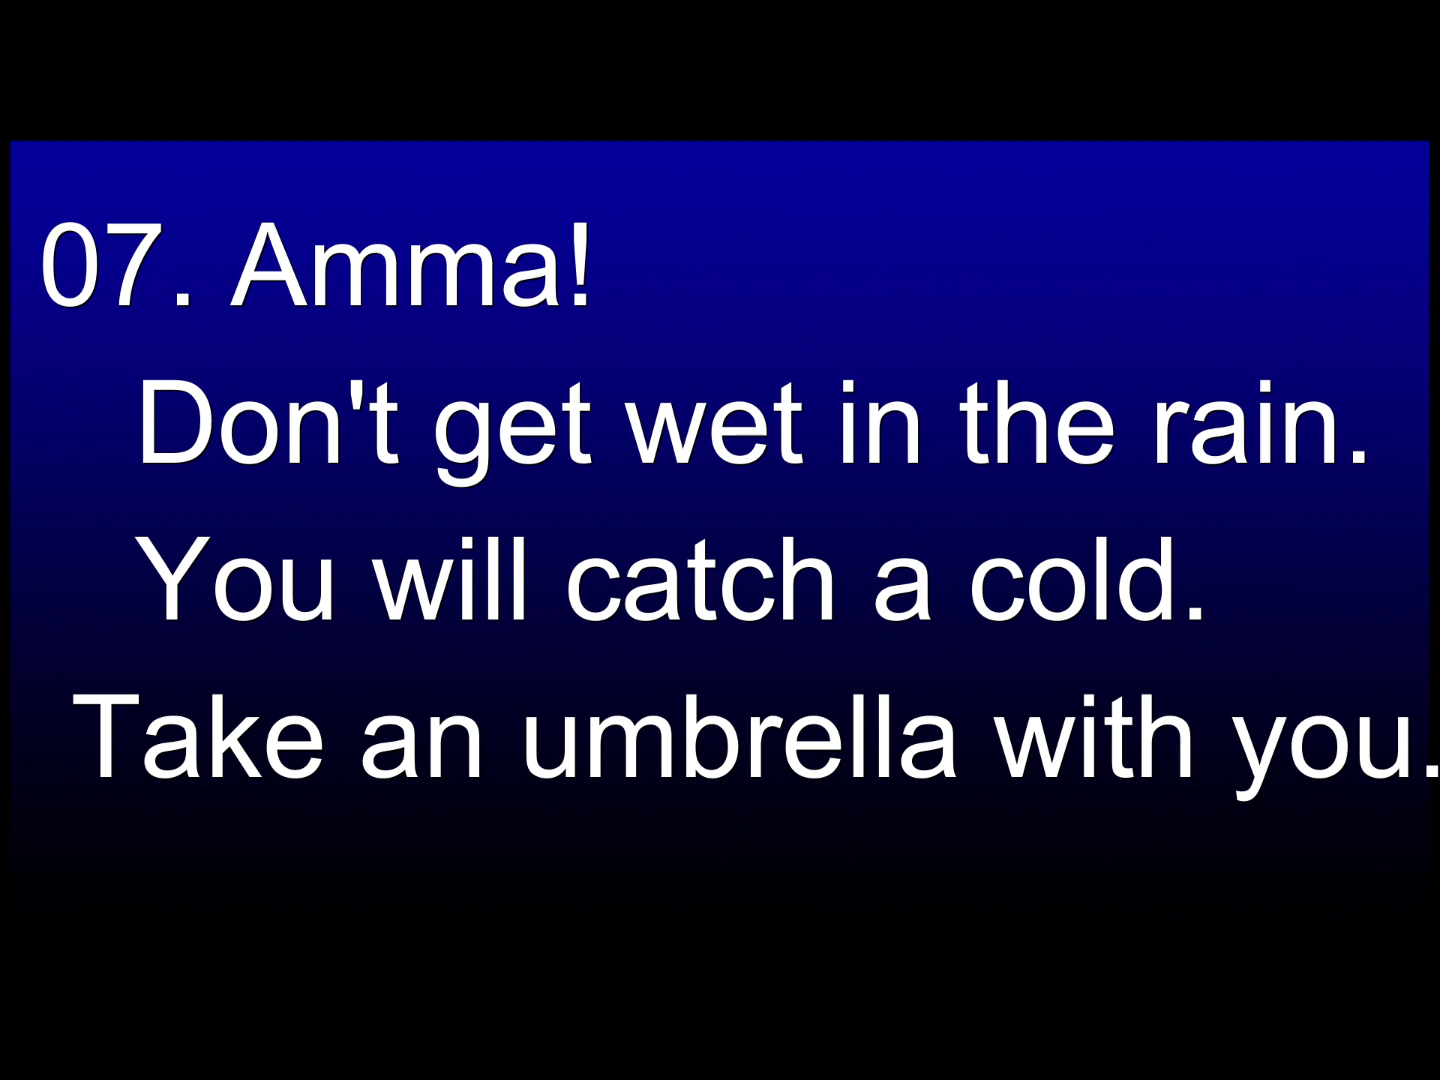 07. Amma!
Don't get wet in the rain.
You will catch a cold.
Take an umbrella with you.